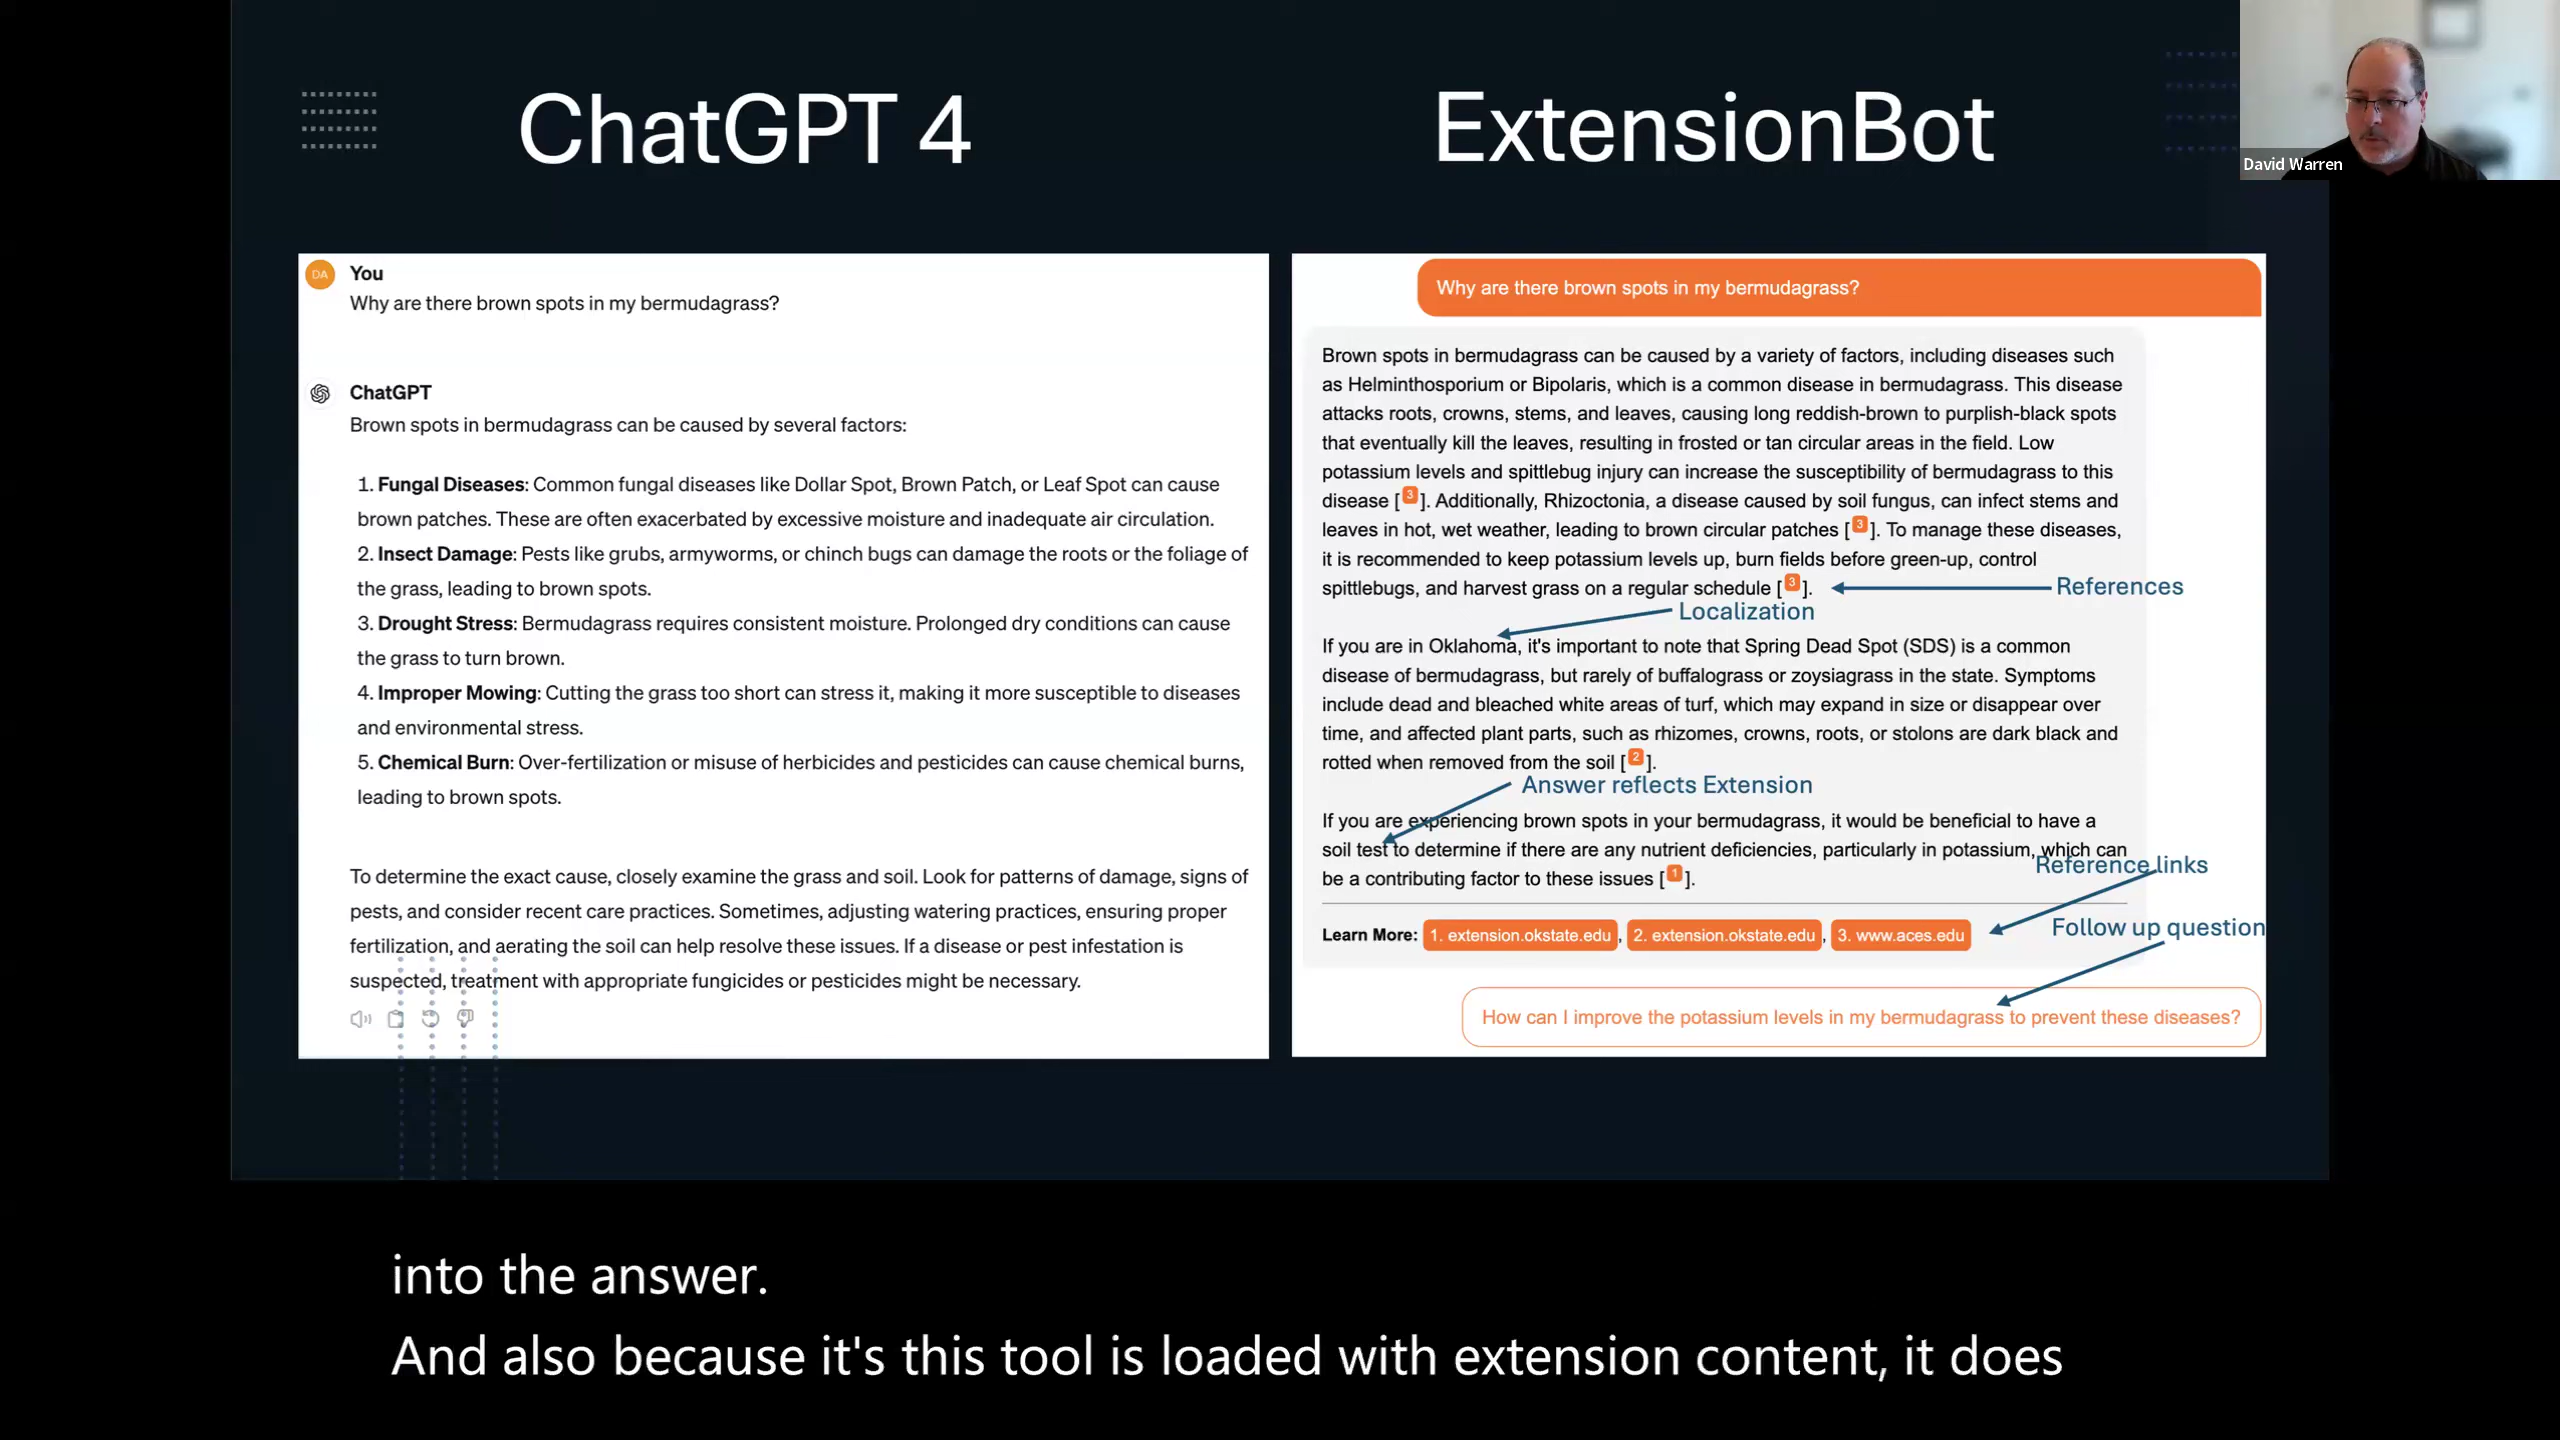 ChatGPT 4
ExtensionBot
David Warren
DA
You
Why are there brown spots in my bermudagrass?
ChatGPT
Brown spots in bermudagrass can be caused by several factors:
1. Fungal Diseases: Common fungal diseases like Dollar Spot, Brown Patch, or Leaf Spot can cause
brown patches. These are often exacerbated by excessive moisture and inadequate air circulation.
2. Insect Damage: Pests like grubs, armyworms, or chinch bugs can damage the roots or the foliage of
the grass, leading to brown spots.
3. Drought Stress: Bermudagrass requires consistent moisture. Prolonged dry conditions can cause
the grass to turn brown.
4. Improper Mowing: Cutting the grass too short can stress it, making it more susceptible to diseases
and environmental stress.
5. Chemical Burn: Over-fertilization or misuse of herbicides and pesticides can cause chemical burns,
leading to brown spots.
To determine the exact cause, closely examine the grass and soil. Look for patterns of damage, signs of
pests, and consider recent care practices. Sometimes, adjusting watering practices, ensuring proper
fertilization, and aerating the soil can help resolve these issues. If a disease or pest infestation is
suspected, treatment with appropriate fungicides or pesticides might be necessary.
Why are there brown spots in my bermudagrass?
Brown spots in bermudagrass can be caused by a variety of factors, including diseases such
as Helminthosporium or Bipolaris, which is a common disease in bermudagrass. This disease
attacks roots, crowns, stems, and leaves, causing long reddish-brown to purplish-black spots
that eventually kill the leaves, resulting in frosted or tan circular areas in the field. Low
potassium levels and spittlebug injury can increase the susceptibility of bermudagrass to this
disease [3]. Additionally, Rhizoctonia, a disease caused by soil fungus, can infect stems and
leaves in hot, wet weather, leading to brown circular patches [3]. To manage these diseases,
it is recommended to keep potassium levels up, burn fields before green-up, control
spittlebugs, and harvest grass on a regular schedule [3].
References
Localization
If you are in Oklahoma, it's important to note that Spring Dead Spot (SDS) is a common
disease of bermudagrass, but rarely of buffalograss or zoysiagrass in the state. Symptoms
include dead and bleached white areas of turf, which may expand in size or disappear over
time, and affected plant parts, such as rhizomes, crowns, roots, or stolons are dark black and
rotted when removed from the soil [2].
Answer reflects Extension
If you are experiencing brown spots in your bermudagrass, it would be beneficial to have a
soil test to determine if there are any nutrient deficiencies, particularly in potassium, which can
be a contributing factor to these issues [1].
Reference links
Learn More: 1. extension.okstate.edu , 2. extension.okstate.edu , 3. www.aces.edu
Follow up question
How can I improve the potassium levels in my bermudagrass to prevent these diseases?
into the answer.
And also because it's this tool is loaded with extension content, it does